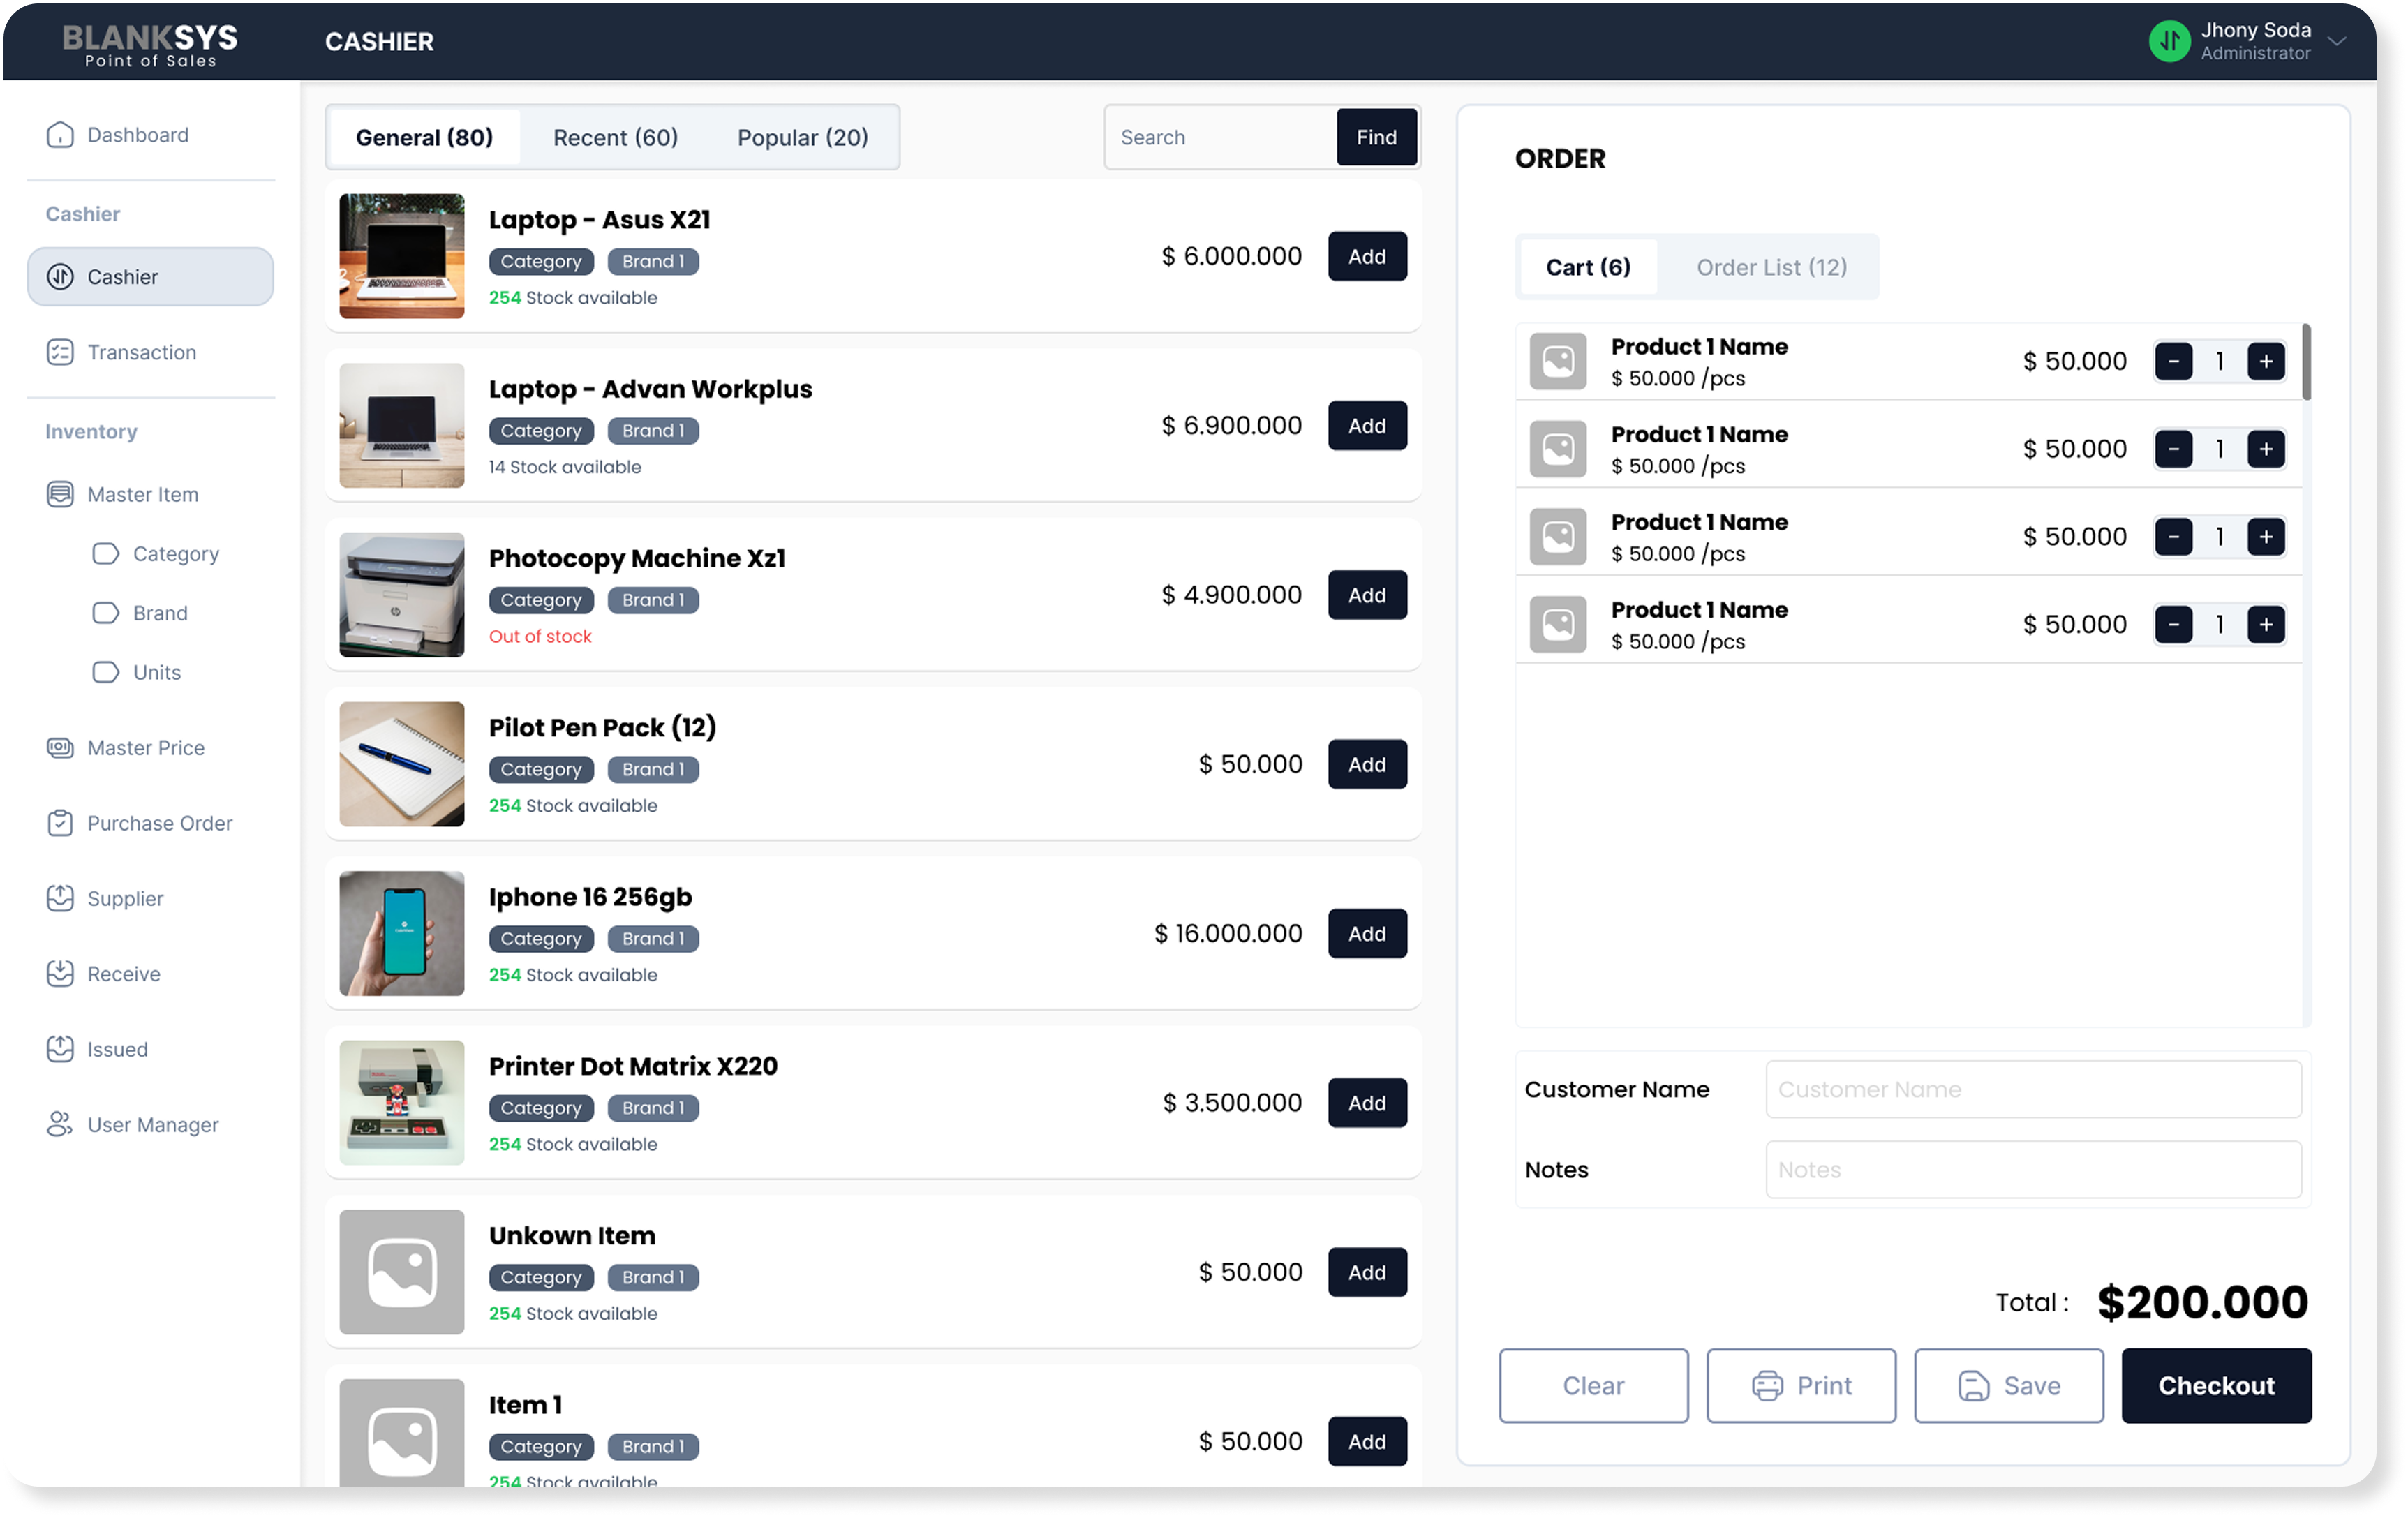 BLANKSYS
Point of Sales
CASHIER
Jhony Soda
Administrator
Dashboard
Cashier
Cashier
Transaction
Inventory
Master Item
Category
Brand
Units
Master Price
Purchase Order
Supplier
Receive
Issued
User Manager
General (80)
Recent (60)
Popular (20)
Search
Find
Laptop - Asus X21
Category
Brand 1
254 Stock available
$ 6.000.000
Add
Laptop - Advan Workplus
Category
Brand 1
14 Stock available
$ 6.900.000
Add
Photocopy Machine Xz1
Category
Brand 1
Out of stock
$ 4.900.000
Add
Pilot Pen Pack (12)
Category
Brand 1
254 Stock available
$ 50.000
Add
Iphone 16 256gb
Category
Brand 1
254 Stock available
$ 16.000.000
Add
Printer Dot Matrix X220
Category
Brand 1
254 Stock available
$ 3.500.000
Add
Unkown Item
Category
Brand 1
254 Stock available
$ 50.000
Add
Item 1
Category
Brand 1
254 Stock available
$ 50.000
Add
ORDER
Cart (6)
Order List (12)
Product 1 Name
$ 50.000 /pcs
$ 50.000
- 1 +
Product 1 Name
$ 50.000 /pcs
$ 50.000
- 1 +
Product 1 Name
$ 50.000 /pcs
$ 50.000
- 1 +
Product 1 Name
$ 50.000 /pcs
$ 50.000
- 1 +
Customer Name
Customer Name
Notes
Notes
Total : $200.000
Clear
Print
Save
Checkout